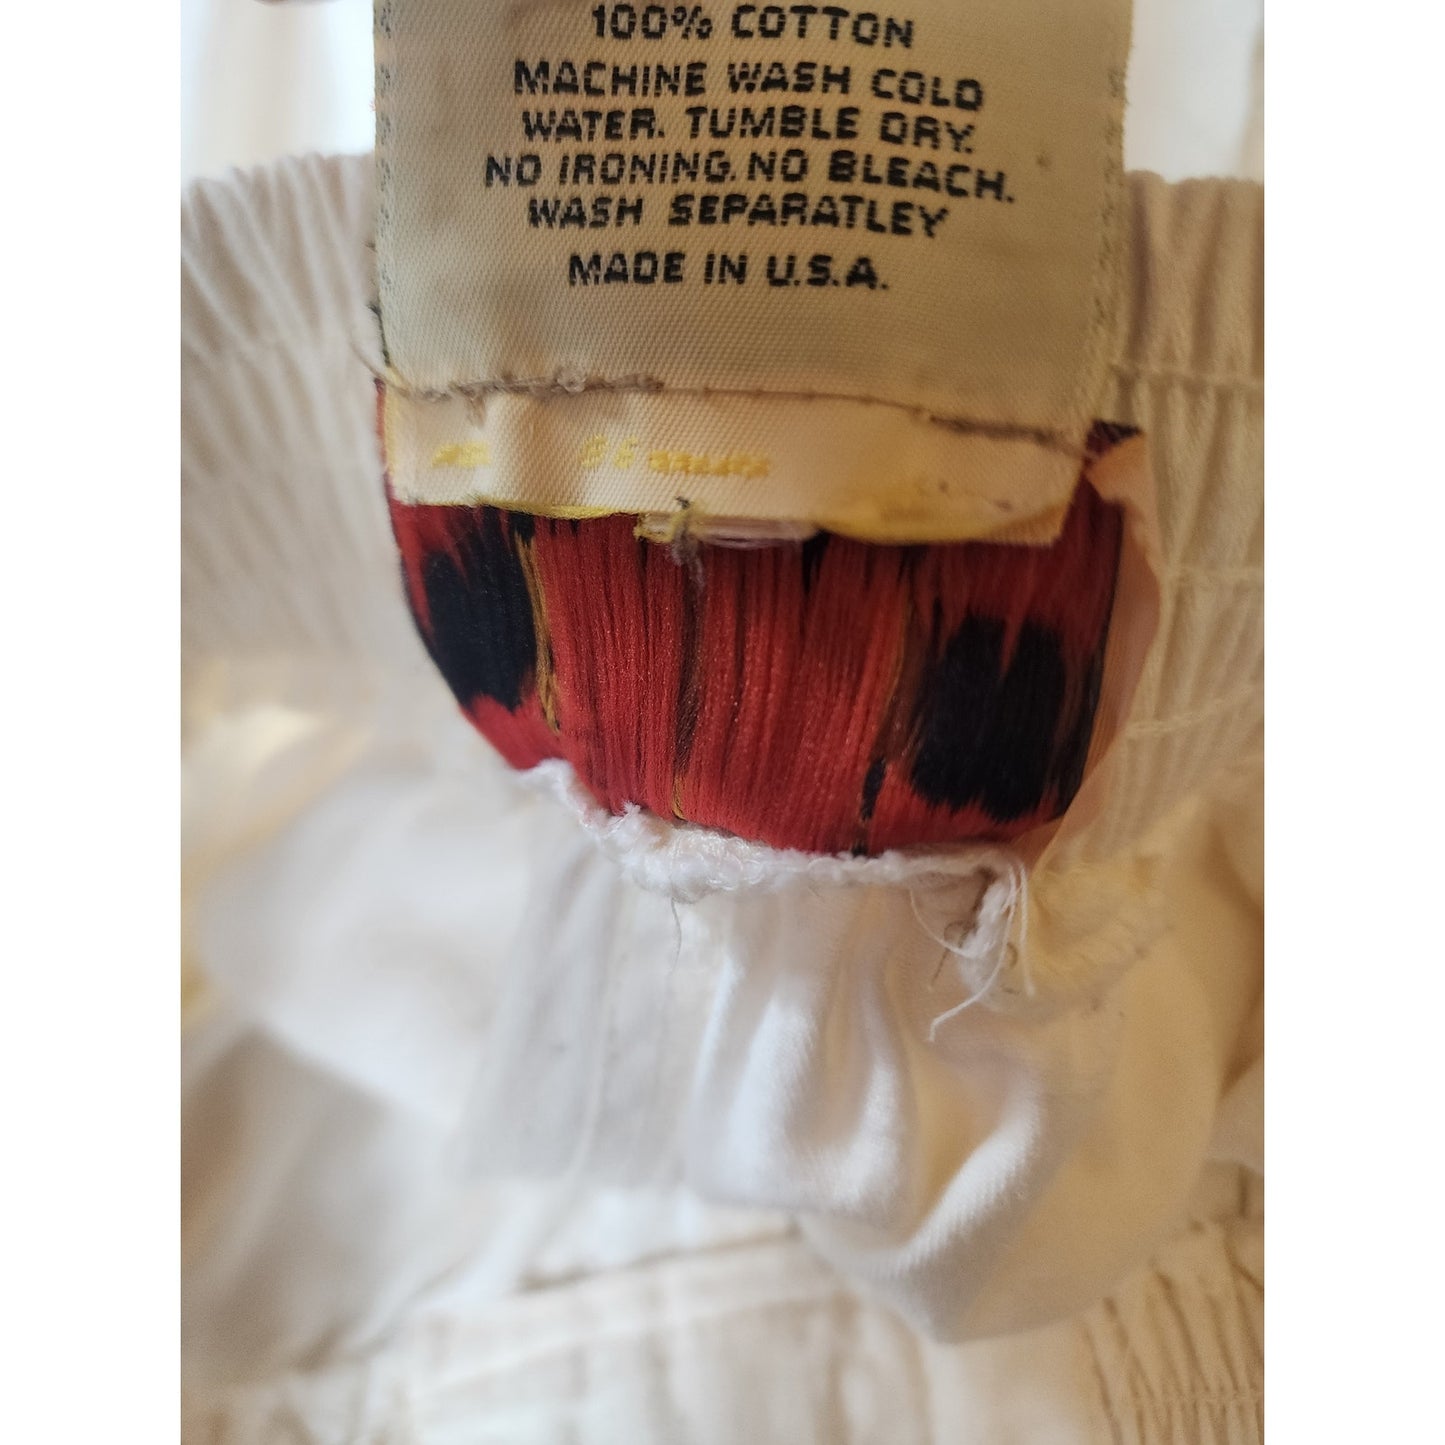 100% COTTON
MACHINE WASH COLD
WATER. TUMBLE DRY.
NO IRONING. NO BLEACH.
WASH SEPARATLEY
MADE IN U.S.A.